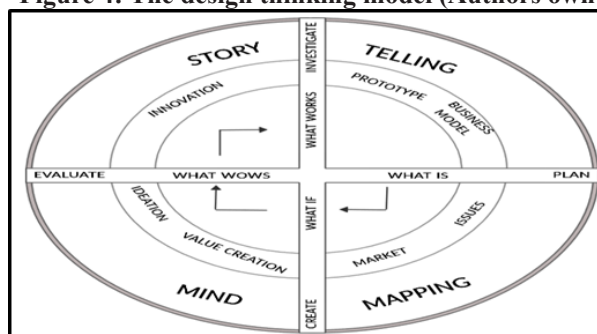 Figure 4: The design thinking model (Authors own
STORY
TELLING
INVESTIGATE
INNOVATION
PROTOTYPE
BUSINESS
MODEL
WHAT WORKS
EVALUATE
WHAT WOWS
WHAT IS
PLAN
IDEATION
VALUE CREATION
WHAT IF
MARKET
ISSUES
MIND
MAPPING
CREATE